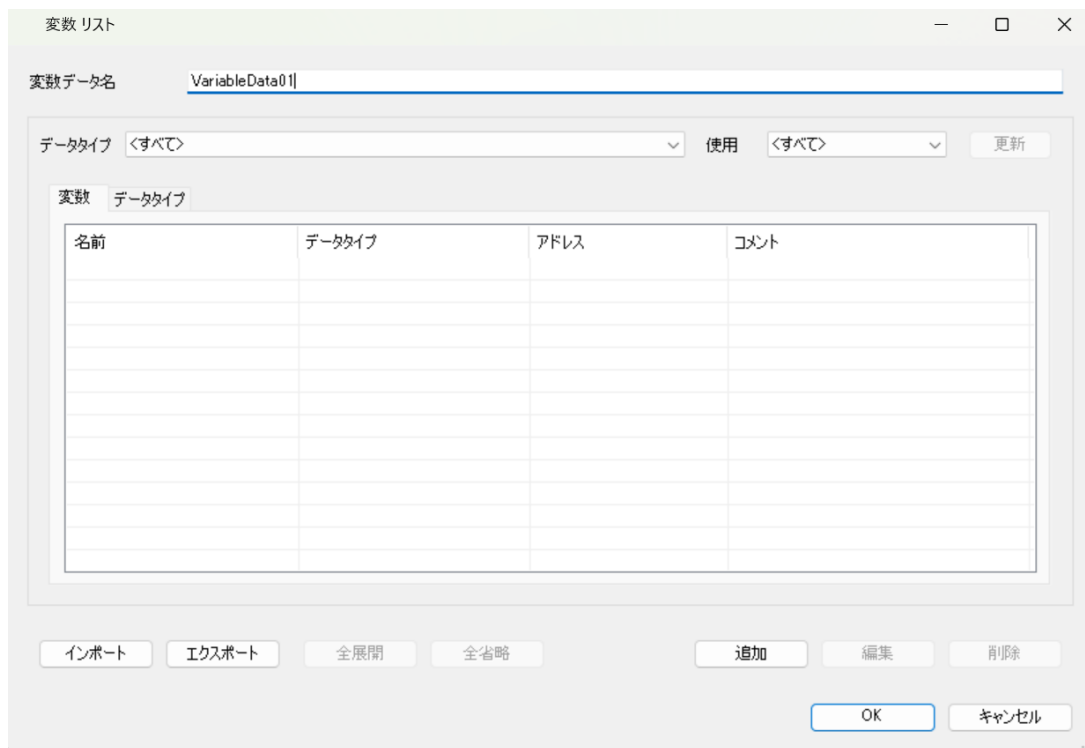 変数 リスト
変数データ名 VariableData01
データタイプ <すべて> 使用 <すべて> 更新
変数 データタイプ
名前 データタイプ アドレス コメント
インポート エクスポート 全展開 全省略 追加 編集 削除
OK キャンセル